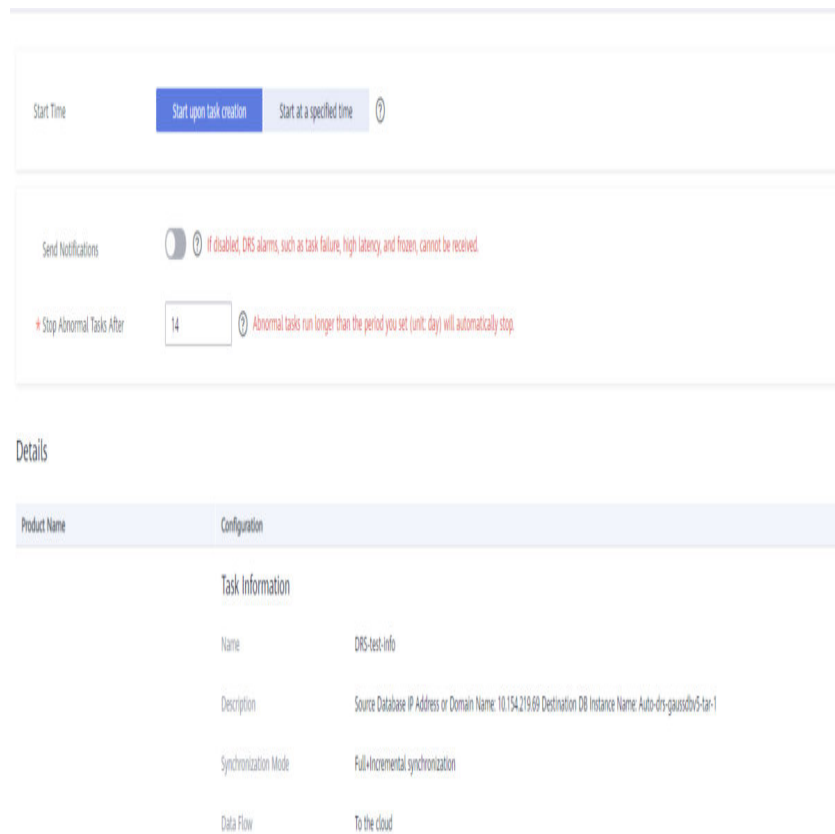 Start Time Start upon task creation Start at a specified time ?
Send Notifications ? If disabled, DRS alarms, such as task failure, high latency, and frozen, cannot be received.
* Stop Abnormal Tasks After 14 ? Abnormal tasks run longer than the period you set (unit: day) will automatically stop.
Details
Product Name Configuration
Task Information
Name DRS-test-info
Description Source Database IP Address or Domain Name: 10.154.219.69 Destination DB Instance Name: Auto-drs-gaussdbv5-tar-1
Synchronization Mode Full+Incremental synchronization
Data Flow To the cloud